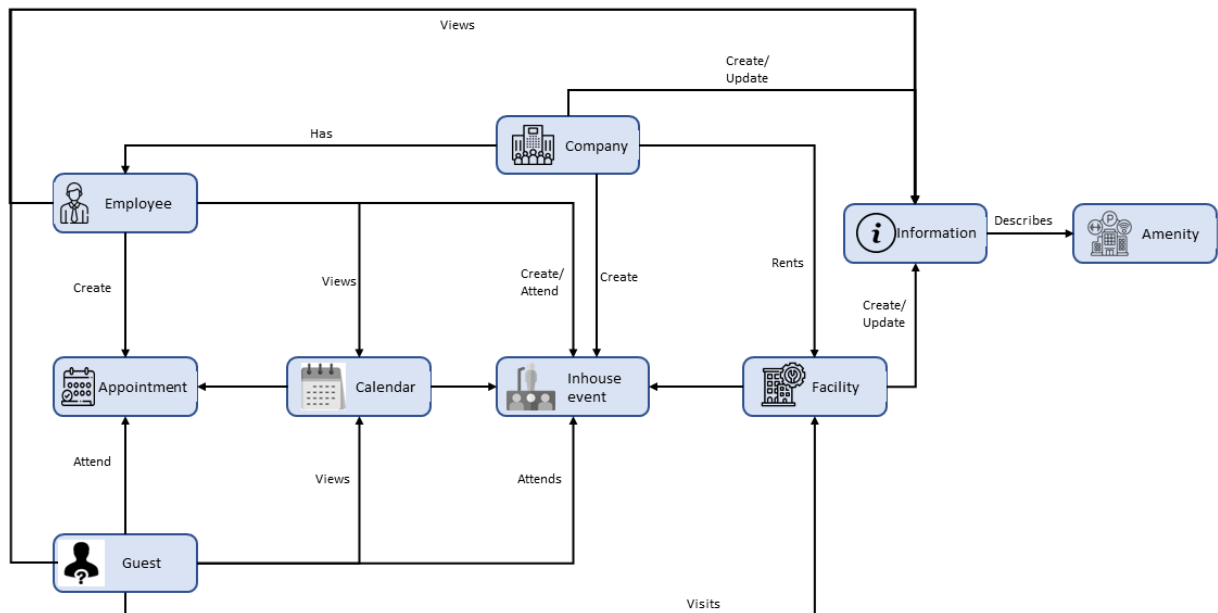 Views
Create/
Update
Has
Company
Employee
Information
Describes
Amenity
Create
Views
Create/
Attend
Create
Rents
Create/
Update
Appointment
Calendar
Inhouse
event
Facility
Attend
Views
Attends
Guest
?
Visits
i
P